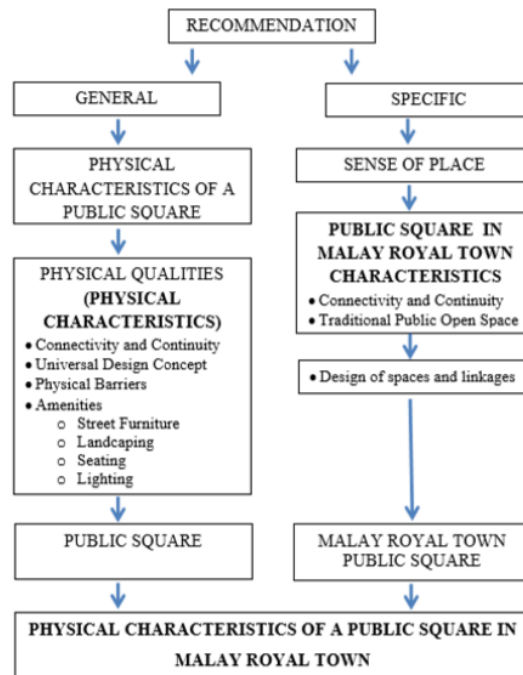 RECOMMENDATION
GENERAL
SPECIFIC
PHYSICAL
CHARACTERISTICS OF A
PUBLIC SQUARE
SENSE OF PLACE
PHYSICAL QUALITIES
(PHYSICAL
CHARACTERISTICS)
• Connectivity and Continuity
• Universal Design Concept
• Physical Barriers
• Amenities
o Street Furniture
o Landcaping
o Seating
o Lighting
PUBLIC SQUARE IN
MALAY ROYAL TOWN
CHARACTERISTICS
• Connectivity and Continuity
• Traditional Public Open Space
• Design of spaces and linkages
PUBLIC SQUARE
MALAY ROYAL TOWN
PUBLIC SQUARE
PHYSICAL CHARACTERISTICS OF A PUBLIC SQUARE IN
MALAY ROYAL TOWN